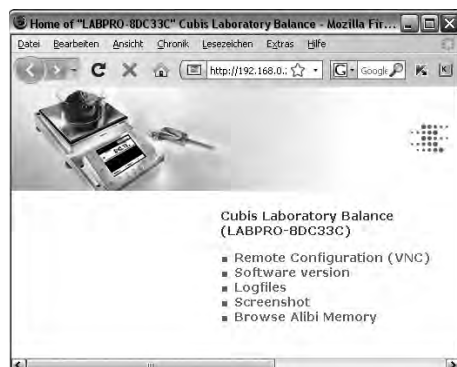 Home of "LABPRO-8DC33C" Cubis Laboratory Balance - Mozilla Fir...
Datei Bearbeiten Ansicht Chronik Lesezeichen Extras Hilfe
http://192.168.0.: G Google
Cubis Laboratory Balance
(LABPRO-8DC33C)
Remote Configuration (VNC)
Software version
Logfiles
Screenshot
Browse Alibi Memory